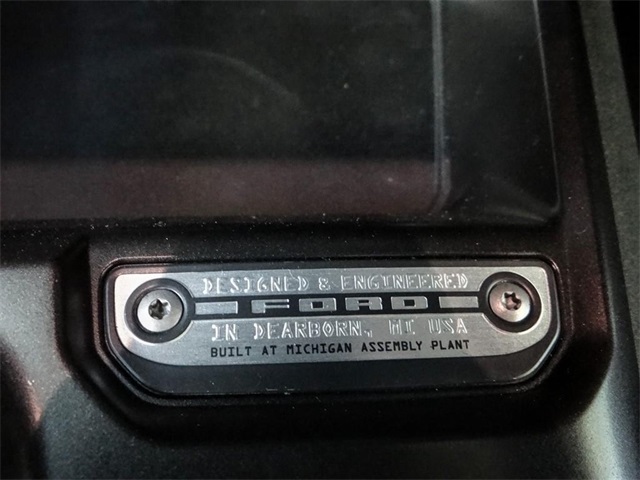 DESIGNED & ENGINEERED
FORD
IN DEARBORN, MI USA
BUILT AT MICHIGAN ASSEMBLY PLANT